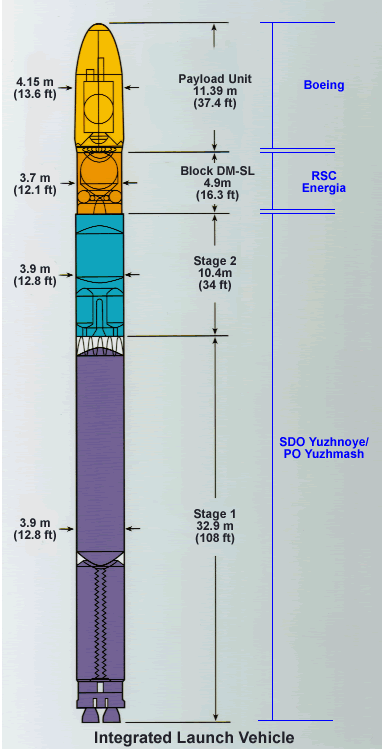 4.15 m
(13.6 ft)
Payload Unit
11.39 m
(37.4 ft)
Boeing
3.7 m
(12.1 ft)
Block DM-SL
4.9m
(16.3 ft)
RSC
Energia
3.9 m
(12.8 ft)
Stage 2
10.4m
(34 ft)
SDO Yuzhnoye/
PO Yuzhmash
3.9 m
(12.8 ft)
Stage 1
32.9 m
(108 ft)
Integrated Launch Vehicle